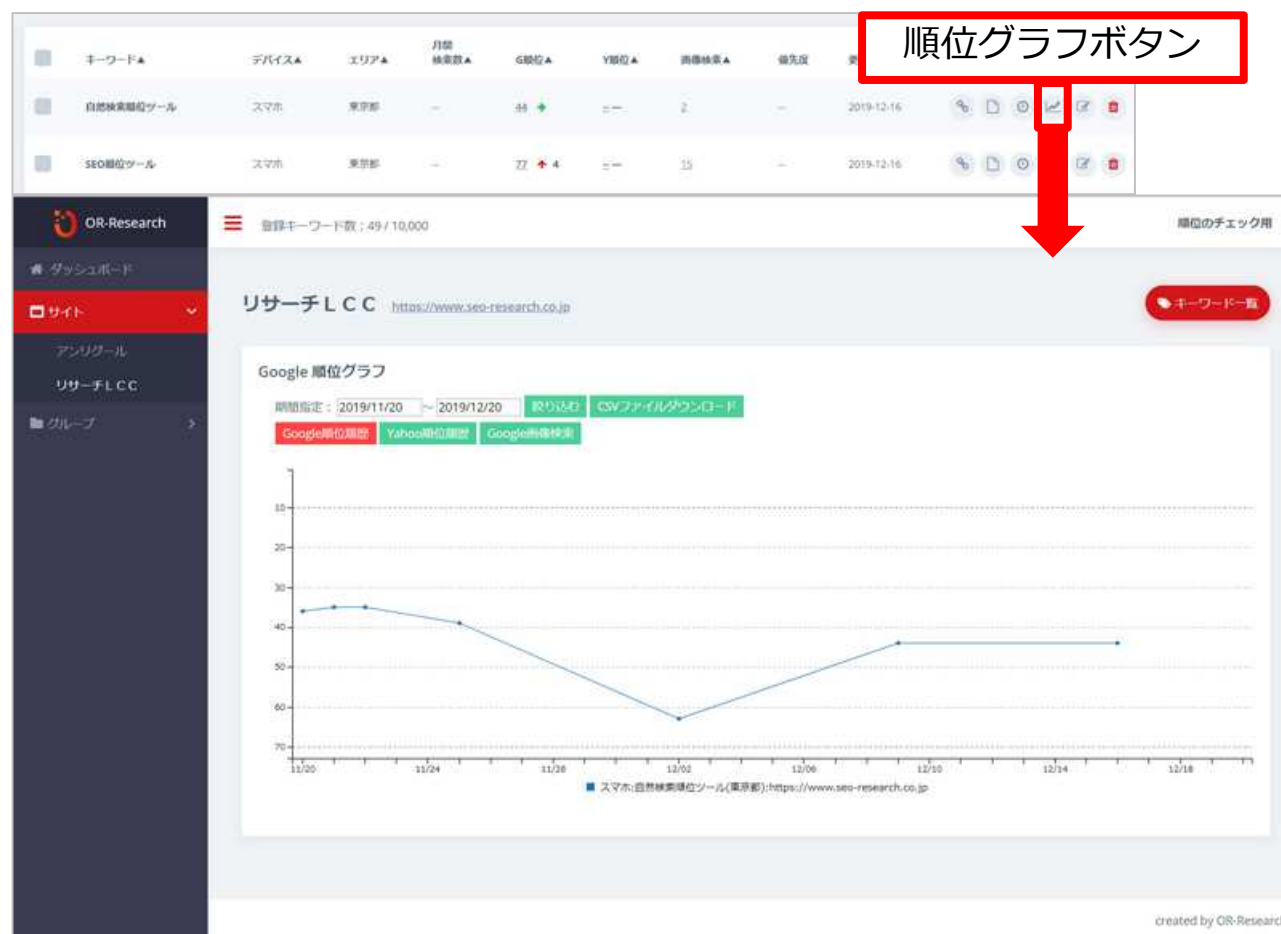 順位グラフボタン
キーワード▲ デバイス▲ エリア▲ 月間検索数▲ G順位▲ Y順位▲ 画像検索▲ 優先度
自然検索順位ツール スマホ 東京都 — 44 -- — 2 — 2019-12-16
SEO順位ツール スマホ 東京都 — 77 4 -- — 15 — 2019-12-16
OR-Research 登録キーワード数 : 49 / 10,000 順位のチェック用
ダッシュボード
サイト
アンリグール
リサーチＬＣＣ
グループ
リサーチＬＣＣ https://www.seo-research.co.jp キーワード一覧
Google 順位グラフ
期間指定 : 2019/11/20 ～ 2019/12/20 絞り込む CSVファイルダウンロード
Google順位履歴 Yahoo順位履歴 Google画像検索
10
20
30
40
50
60
70
11/20 11/24 11/28 12/02 12/06 12/10 12/14 12/18
スマホ:自然検索順位ツール(東京都):https://www.seo-research.co.jp
created by OR-Research